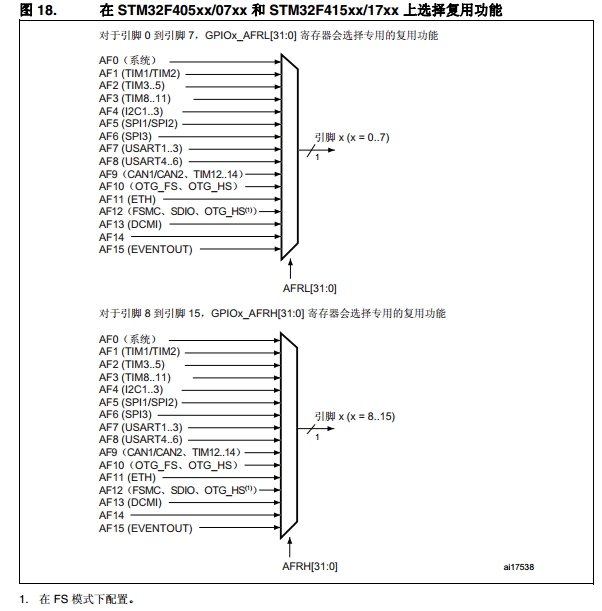 图 18. 在 STM32F405xx/07xx 和 STM32F415xx/17xx 上选择复用功能
对于引脚 0 到引脚 7，GPIOx_AFRL[31:0] 寄存器会选择专用的复用功能
AF0（系统）
AF1 (TIM1/TIM2)
AF2 (TIM3..5)
AF3 (TIM8..11)
AF4 (I2C1..3)
AF5 (SPI1/SPI2)
AF6 (SPI3)
AF7 (USART1..3)
AF8 (USART4..6)
AF9（CAN1/CAN2、TIM12..14）
AF10（OTG_FS、OTG_HS）
AF11 (ETH)
AF12（FSMC、SDIO、OTG_HS(1)）
AF13 (DCMI)
AF14
AF15 (EVENTOUT)
引脚 x (x = 0..7)
1
AFRL[31:0]
对于引脚 8 到引脚 15，GPIOx_AFRH[31:0] 寄存器会选择专用的复用功能
AF0（系统）
AF1 (TIM1/TIM2)
AF2 (TIM3..5)
AF3 (TIM8..11)
AF4 (I2C1..3)
AF5 (SPI1/SPI2)
AF6 (SPI3)
AF7 (USART1..3)
AF8 (USART4..6)
AF9（CAN1/CAN2、TIM12..14）
AF10（OTG_FS、OTG_HS）
AF11 (ETH)
AF12（FSMC、SDIO、OTG_HS(1)）
AF13 (DCMI)
AF14
AF15 (EVENTOUT)
引脚 x (x = 8..15)
1
AFRH[31:0]
ai17538
1. 在 FS 模式下配置。